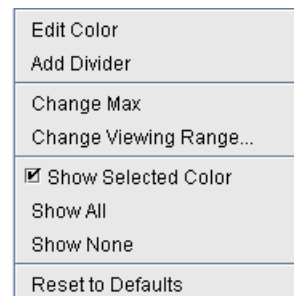 Edit Color
Add Divider
Change Max
Change Viewing Range...
Show Selected Color
Show All
Show None
Reset to Defaults